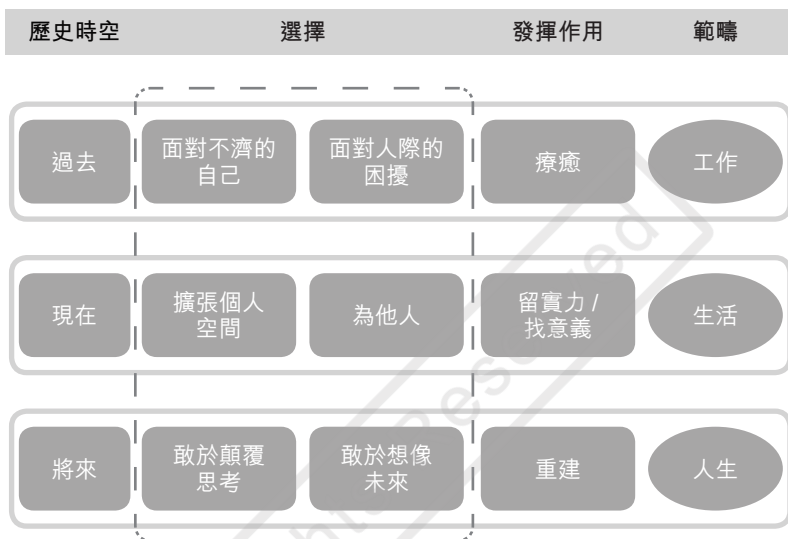 歷史時空 選擇 發揮作用 範疇
過去 面對不濟的 面對人際的 療癒 工作
自己 困擾
現在 擴張個人 為他人 留實力 / 生活
空間 找意義
將來 敢於顛覆 敢於想像 重建 人生
思考 未來